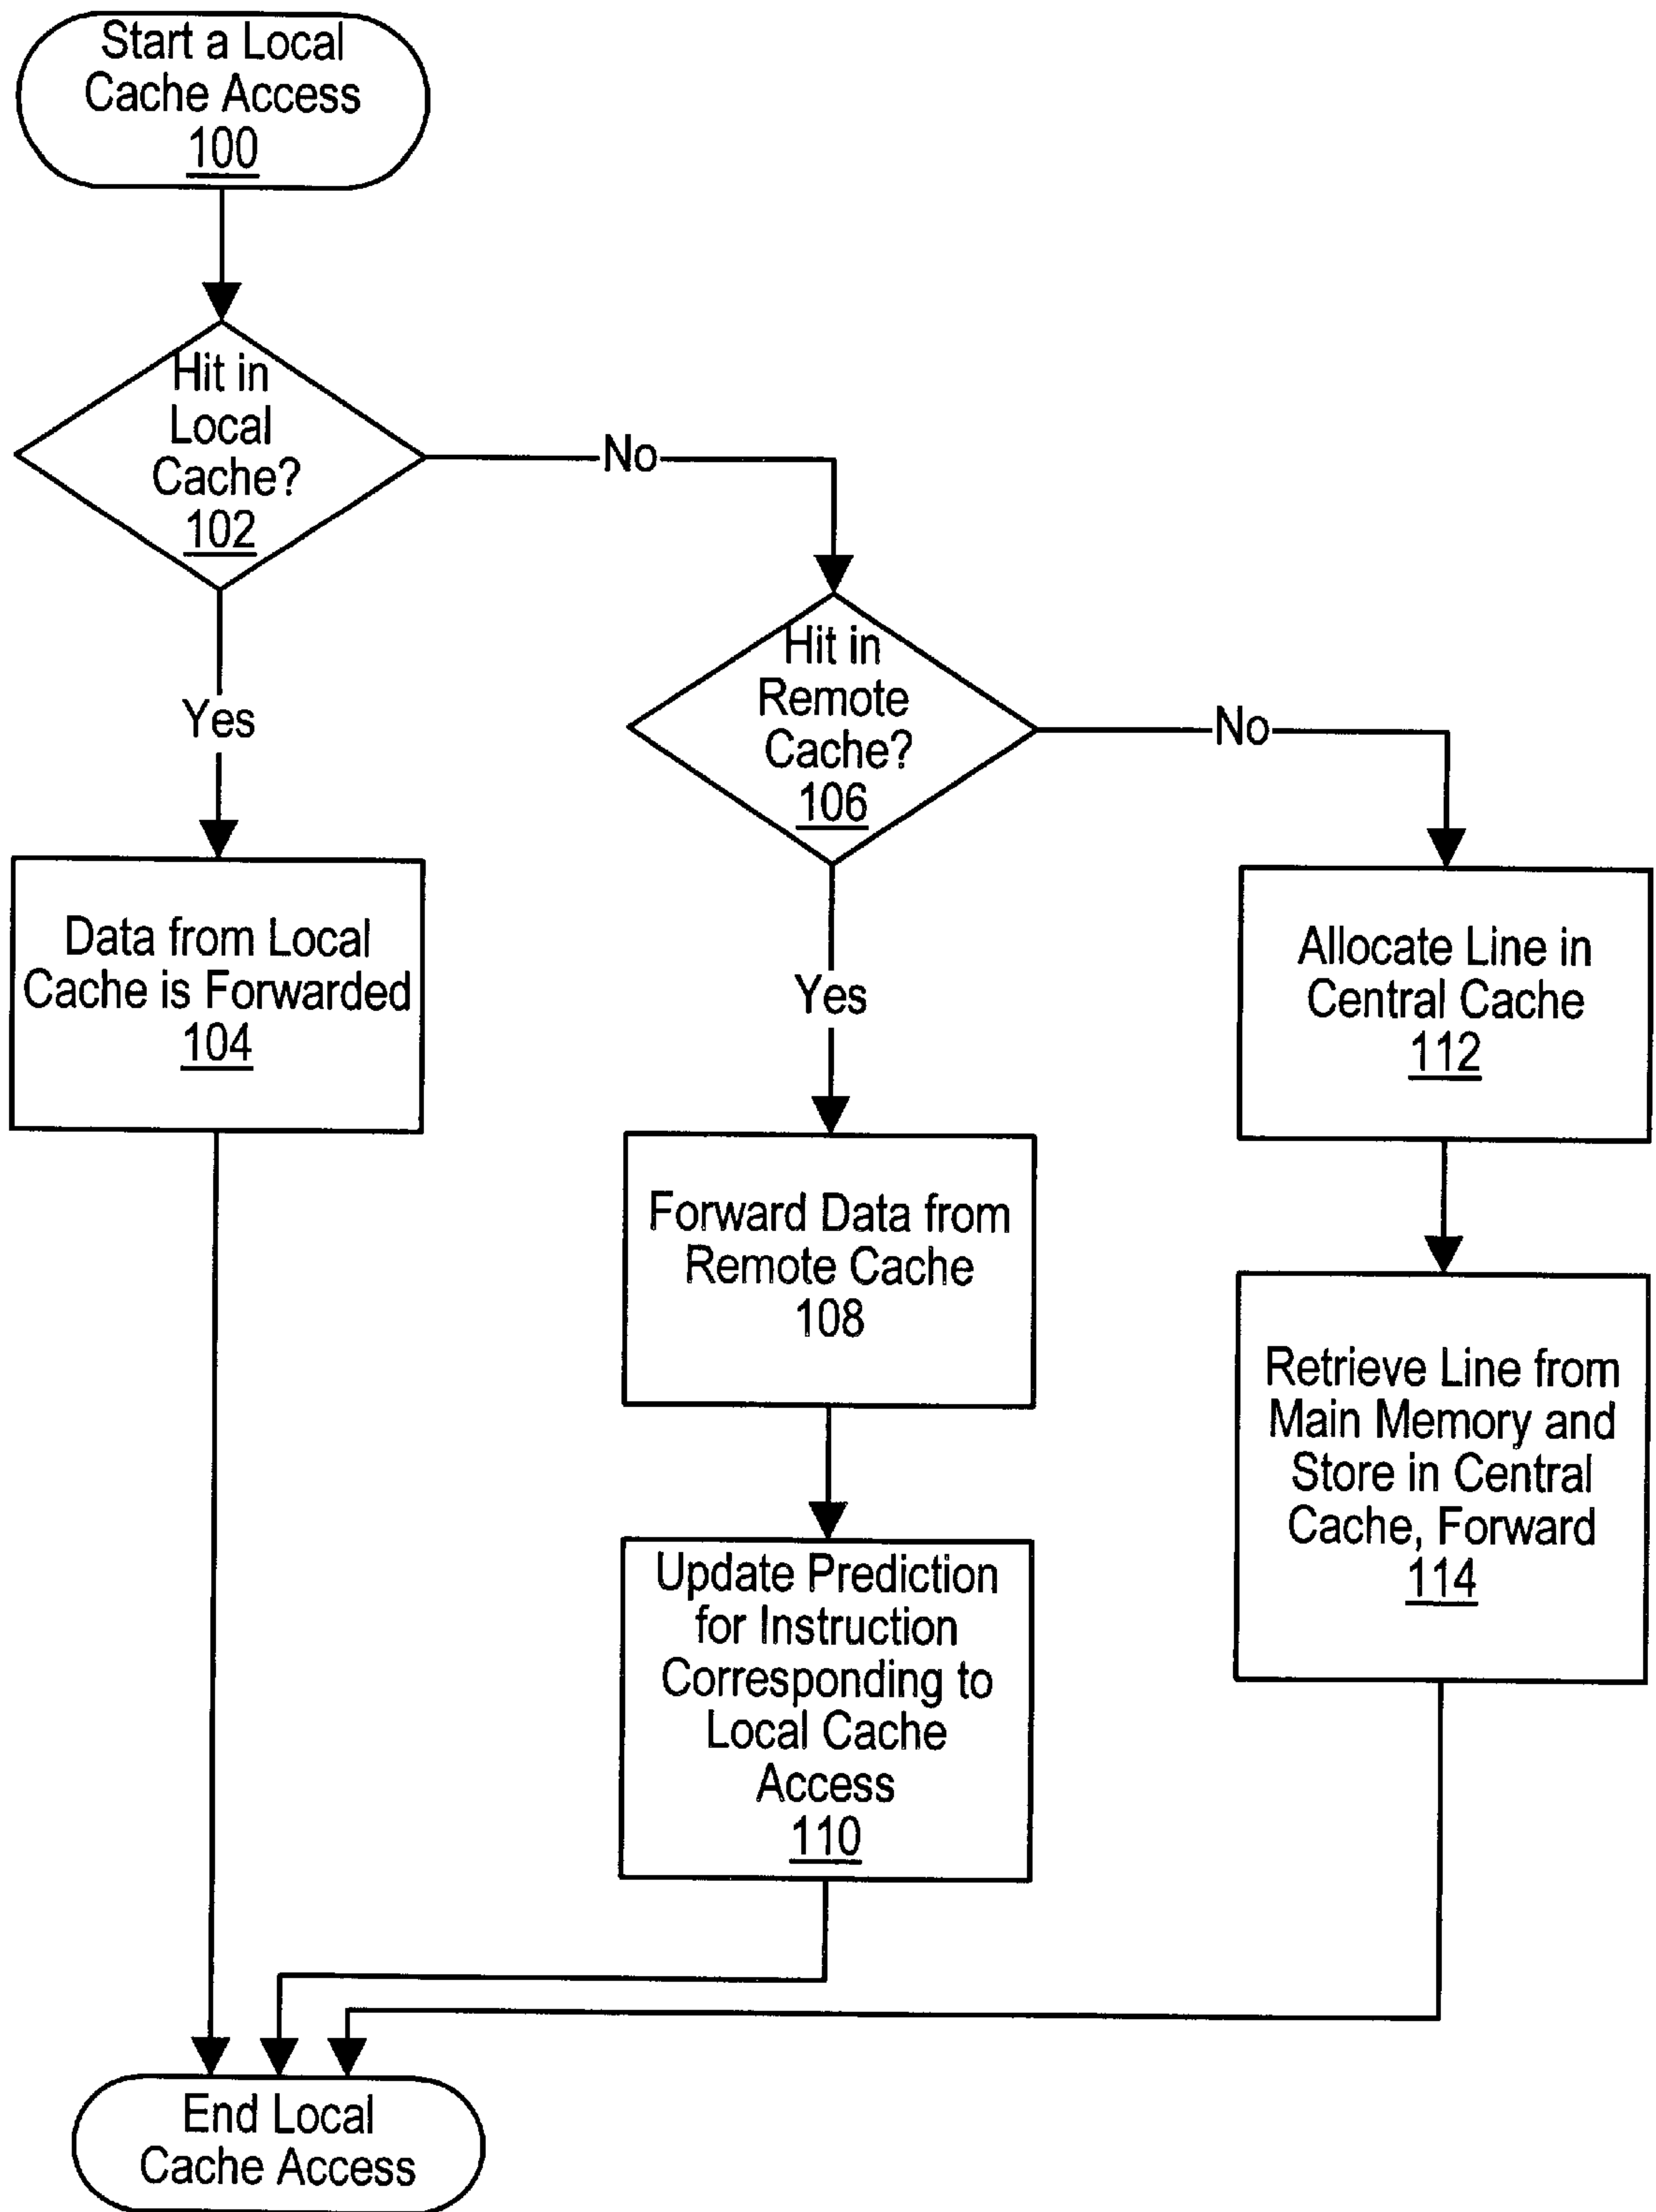 Start a Local
Cache Access
100
Hit in
Local
Cache?
102
No
Yes
Hit in
Remote
Cache?
106
No
Yes
Data from Local
Cache is Forwarded
104
Allocate Line in
Central Cache
112
Forward Data from
Remote Cache
108
Retrieve Line from
Main Memory and
Store in Central
Cache, Forward
114
Update Prediction
for Instruction
Corresponding to
Local Cache
Access
110
End Local
Cache Access